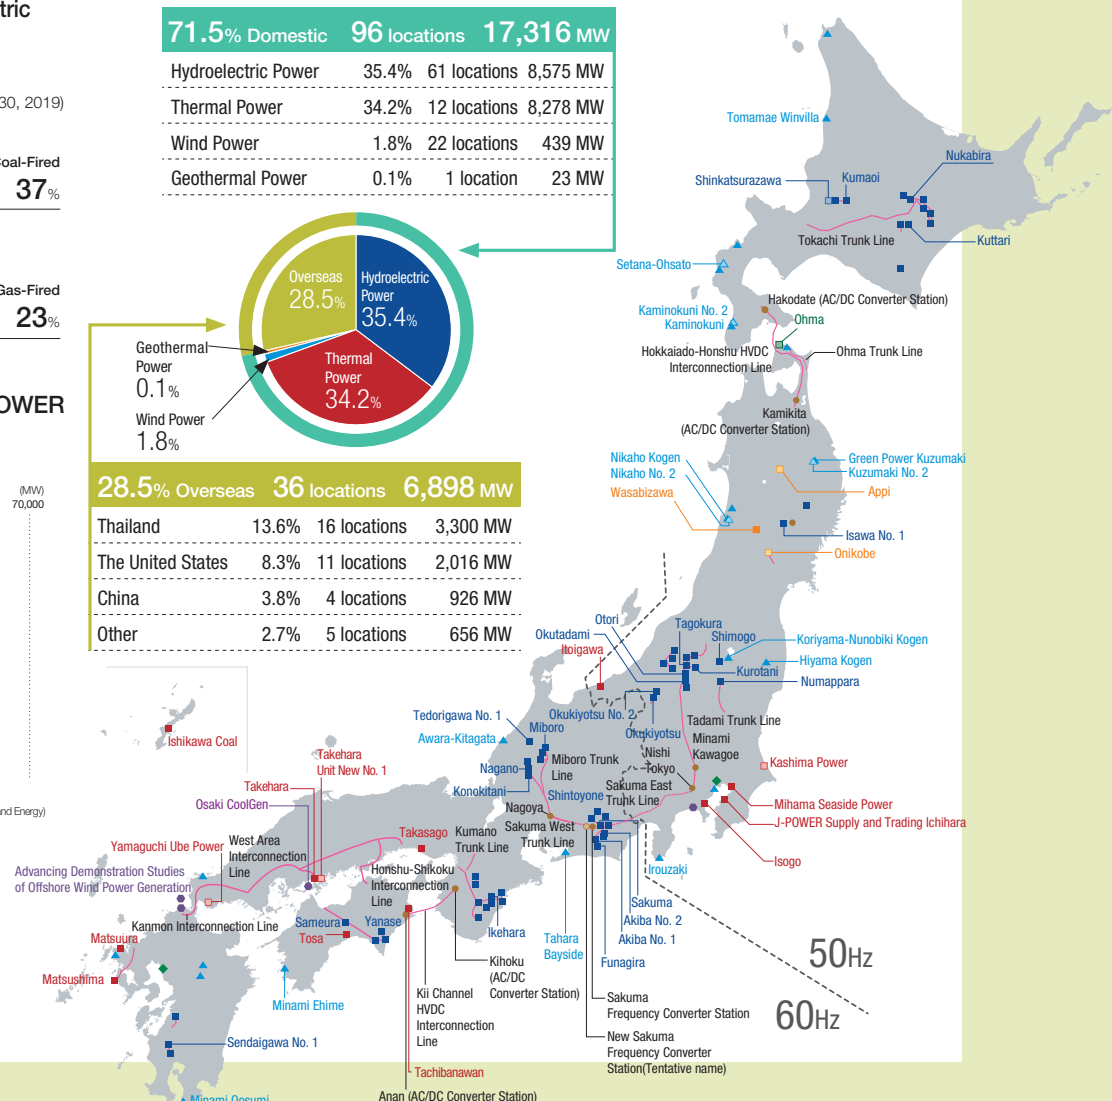 tric
30, 2019)
Coal-Fired
37%
Gas-Fired
23%
OWER
(MW)
70,000
nd Energy)
71.5% Domestic 96 locations 17,316 MW
Hydroelectric Power 35.4% 61 locations 8,575 MW
Thermal Power 34.2% 12 locations 8,278 MW
Wind Power 1.8% 22 locations 439 MW
Geothermal Power 0.1% 1 location 23 MW
Overseas
28.5%
Hydroelectric
Power
35.4%
Thermal
Power
34.2%
Geothermal
Power
0.1%
Wind Power
1.8%
28.5% Overseas 36 locations 6,898 MW
Thailand 13.6% 16 locations 3,300 MW
The United States 8.3% 11 locations 2,016 MW
China 3.8% 4 locations 926 MW
Other 2.7% 5 locations 656 MW
Tomamae Winvilla
Nukabira
Shinkatsurazawa
Kumaoi
Tokachi Trunk Line
Kuttari
Setana-Ohsato
Hakodate (AC/DC Converter Station)
Kaminokuni No. 2
Kaminokuni
Ohma
Hokkaiado-Honshu HVDC
Interconnection Line
Ohma Trunk Line
Kamikita
(AC/DC Converter Station)
Nikaho Kogen
Nikaho No. 2
Wasabizawa
Green Power Kuzumaki
Kuzumaki No. 2
Appi
Isawa No. 1
Onikobe
Otori
Okutadami
Itoigawa
Tagokura
Shimogo
Koriyama-Nunobiki Kogen
Hiyama Kogen
Kurotani
Numappara
Okukiyotsu No. 2
Okukiyotsu
Tadami Trunk Line
Minami
Kawagoe
Nishi
Tokyo
Tedorigawa No. 1
Awara-Kitagata
Miboro
Miboro Trunk
Line
Nagano
Konokitani
Shintoyone
Sakuma East
Trunk Line
Nagoya
Sakuma West
Trunk Line
Kashima Power
Mihama Seaside Power
J-POWER Supply and Trading Ichihara
Isogo
Irouzaki
Ishikawa Coal
Takehara
Unit New No. 1
Takehara
Osaki CoolGen
Yamaguchi Ube Power
West Area
Interconnection
Line
Takasago
Kumano
Trunk Line
Advancing Demonstration Studies
of Offshore Wind Power Generation
Honshu-Shikoku
Interconnection
Line
Kanmon Interconnection Line
Sameura
Yanase
Tosa
Matsuura
Matsushima
Ikehara
Tahara
Bayside
Sakuma
Akiba No. 2
Akiba No. 1
Funagira
Kihoku
(AC/DC
Converter Station)
Kii Channel
HVDC
Interconnection
Line
Minami Ehime
Sakuma
Frequency Converter Station
New Sakuma
Frequency Converter
Station(Tentative name)
50Hz
60Hz
Sendaigawa No. 1
Tachibanawan
Anan (AC/DC Converter Station)
Minami Oosumi